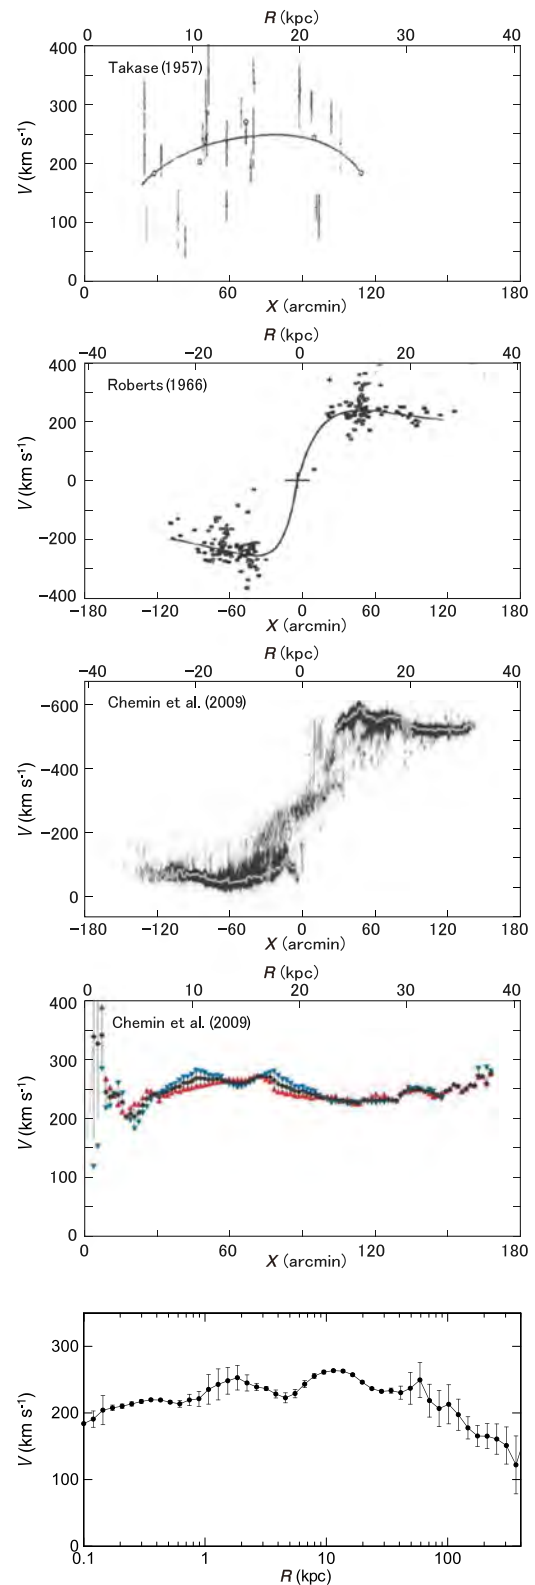 R (kpc)
0 5 10 15 20 25 35 40
Takase (1957)
400
300
200
100
0
V (km s⁻¹)
0 60 120 180
X (arcmin)
R (kpc)
−40 −20 0 20 40
Roberts (1966)
400
200
0
−200
−400
V (km s⁻¹)
−180 −120 −60 0 60 120 180
X (arcmin)
R (kpc)
−40 −20 0 20 40
Chemin et al. (2009)
−600
−400
−200
0
V (km s⁻¹)
−180 −120 −60 0 60 120 180
X (arcmin)
R (kpc)
0 10 20 30 40
Chemin et al. (2009)
400
300
200
100
0
V (km s⁻¹)
0 60 120 180
X (arcmin)
300
200
100
0
V (km s⁻¹)
0.1 1 10 100
R (kpc)